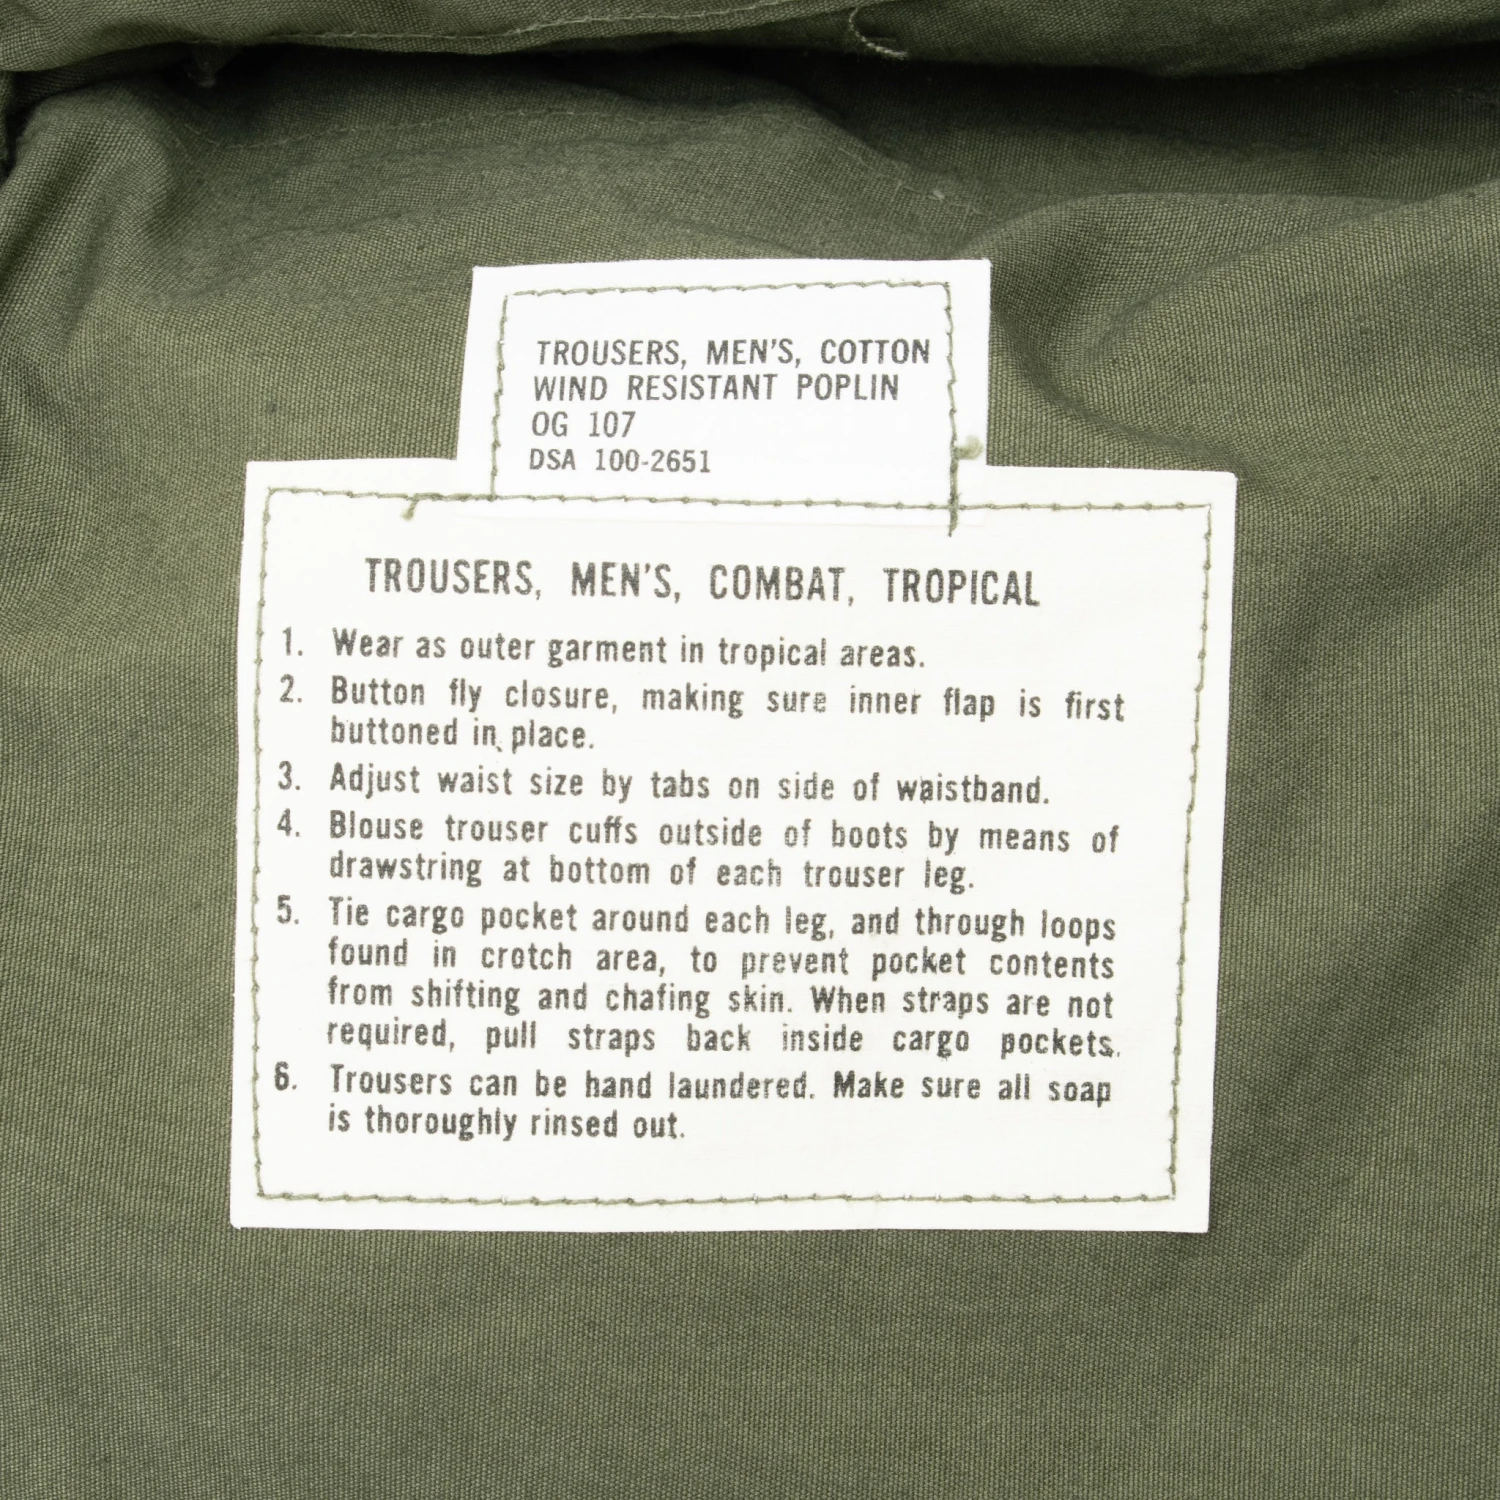 TROUSERS, MEN'S, COTTON
WIND RESISTANT POPLIN
OG 107
DSA 100-2651
TROUSERS, MEN'S, COMBAT, TROPICAL
1. Wear as outer garment in tropical areas.
2. Button fly closure, making sure inner flap is first
buttoned in place.
3. Adjust waist size by tabs on side of waistband.
4. Blouse trouser cuffs outside of boots by means of
drawstring at bottom of each trouser leg.
5. Tie cargo pocket around each leg, and through loops
found in crotch area, to prevent pocket contents
from shifting and chafing skin. When straps are not
required, pull straps back inside cargo pockets.
6. Trousers can be hand laundered. Make sure all soap
is thoroughly rinsed out.